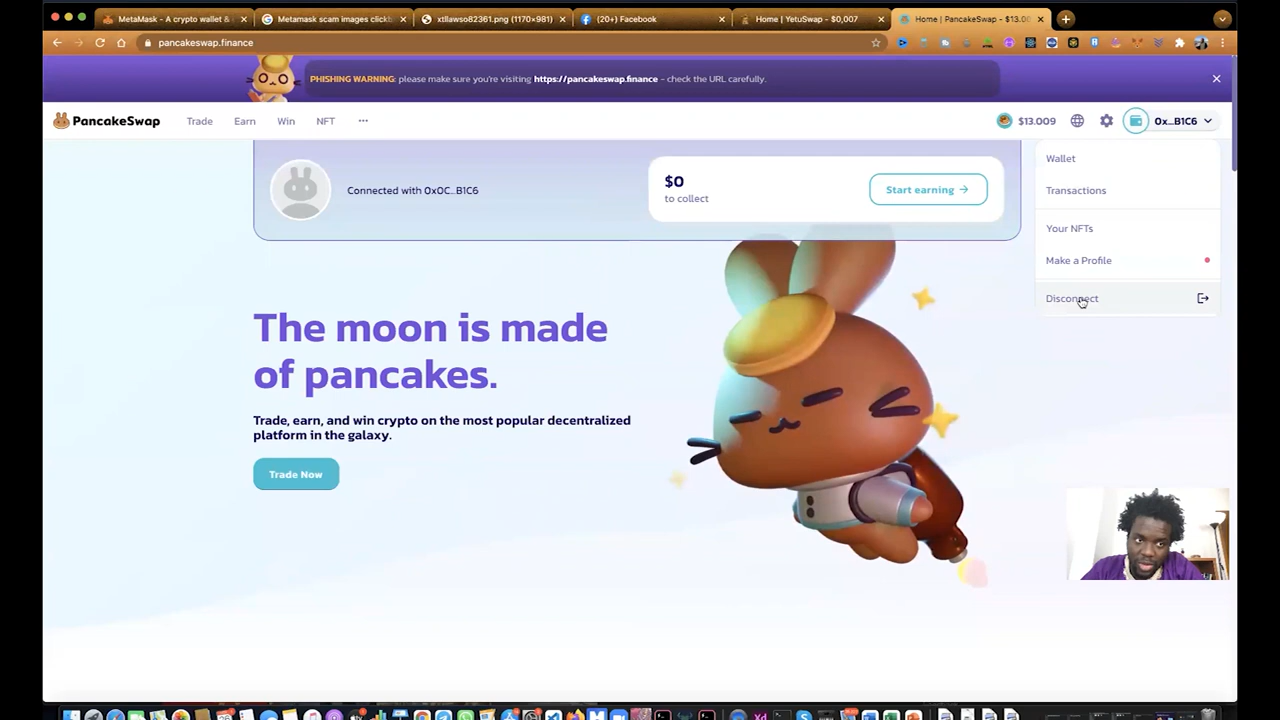 MetaMask - A crypto wallet &
Metamask scam images clickb
xtllawso82361.png (1170×981)
(20+) Facebook
Home | YetuSwap - $0,007
Home | PancakeSwap - $13.00
pancakeswap.finance
PHISHING WARNING: please make sure you're visiting https://pancakeswap.finance - check the URL carefully.
PancakeSwap
Trade
Earn
Win
NFT
$13.009
0x...B1C6
Connected with 0x0C...B1C6
$0
to collect
Start earning
Wallet
Transactions
Your NFTs
Make a Profile
Disconnect
The moon is made
of pancakes.
Trade, earn, and win crypto on the most popular decentralized
platform in the galaxy.
Trade Now